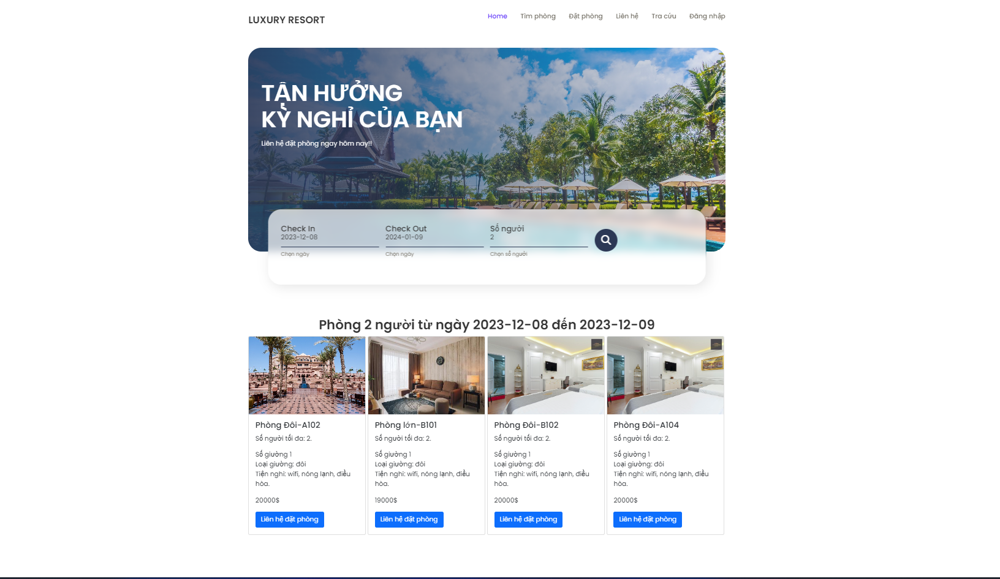 LUXURY RESORT
Home Tìm phòng Đặt phòng Liên hệ Tra cứu Đăng nhập
TẬN HƯỞNG
KỲ NGHỈ CỦA BẠN
Liên hệ đặt phòng ngay hôm nay!!
Check In Check Out Số người
2023-12-08 2024-01-09 2
Chọn ngày Chọn ngày Chọn số người
Phòng 2 người từ ngày 2023-12-08 đến 2023-12-09
Phòng Đôi-A102
Số người tối đa: 2.
Số giường 1
Loại giường: đôi
Tiện nghi: wifi, nóng lạnh, điều
hòa.
20000$
Liên hệ đặt phòng
Phòng lớn-B101
Số người tối đa: 2.
Số giường 1
Loại giường: đôi
Tiện nghi: wifi, nóng lạnh, điều
hòa.
19000$
Liên hệ đặt phòng
Phòng Đôi-B102
Số người tối đa: 2.
Số giường 1
Loại giường: đôi
Tiện nghi: wifi, nóng lạnh, điều
hòa.
20000$
Liên hệ đặt phòng
Phòng Đôi-A104
Số người tối đa: 2.
Số giường 1
Loại giường: đôi
Tiện nghi: wifi, nóng lạnh, điều
hòa.
20000$
Liên hệ đặt phòng